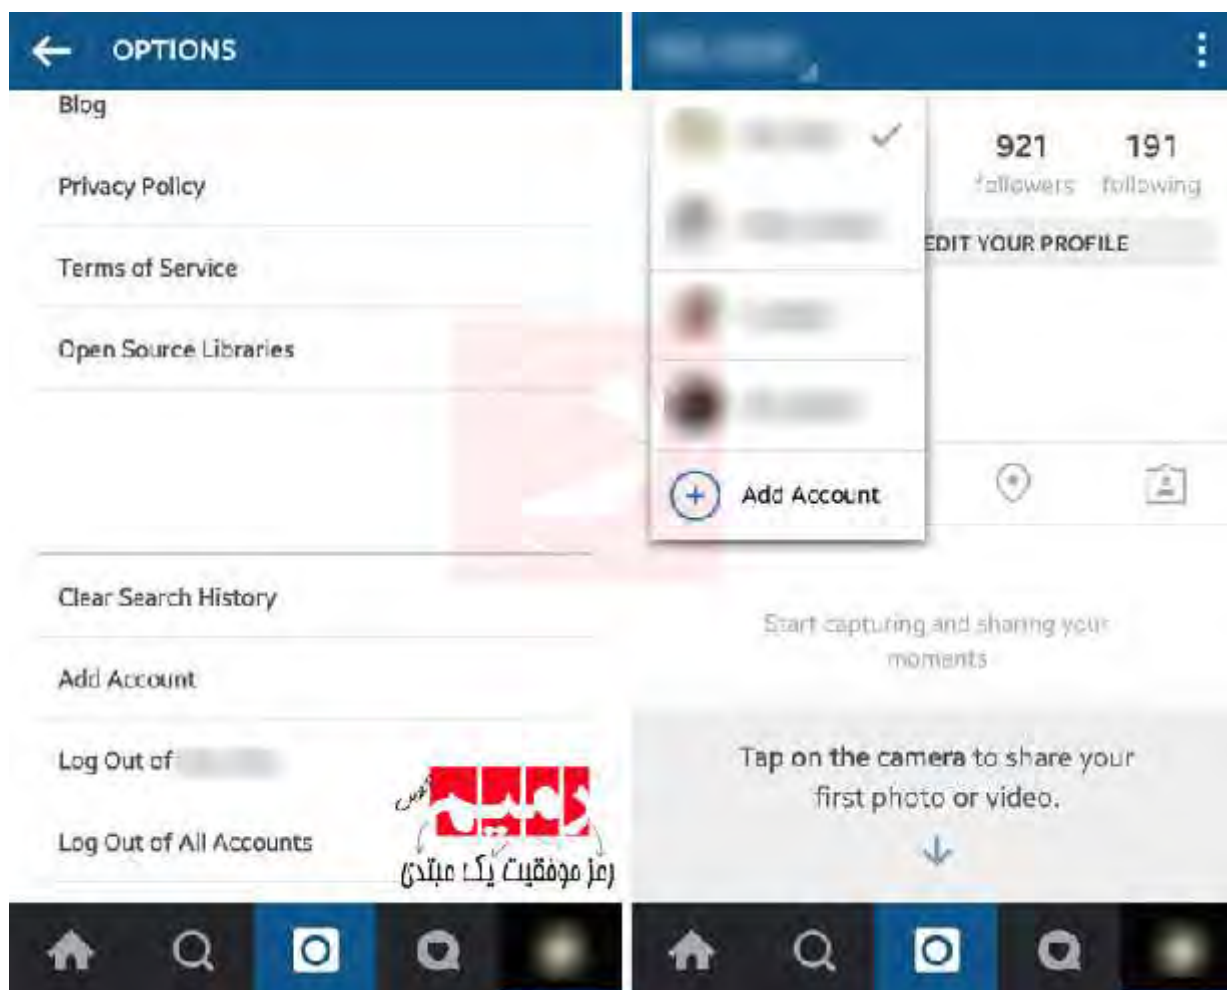 OPTIONS
Blog
Privacy Policy
Terms of Service
Open Source Libraries
Clear Search History
Add Account
Log Out of
Log Out of All Accounts
رمز موفقیت یک مبتدی
921
191
followers
following
EDIT YOUR PROFILE
Add Account
Start capturing and sharing your
moments
Tap on the camera to share your
first photo or video.